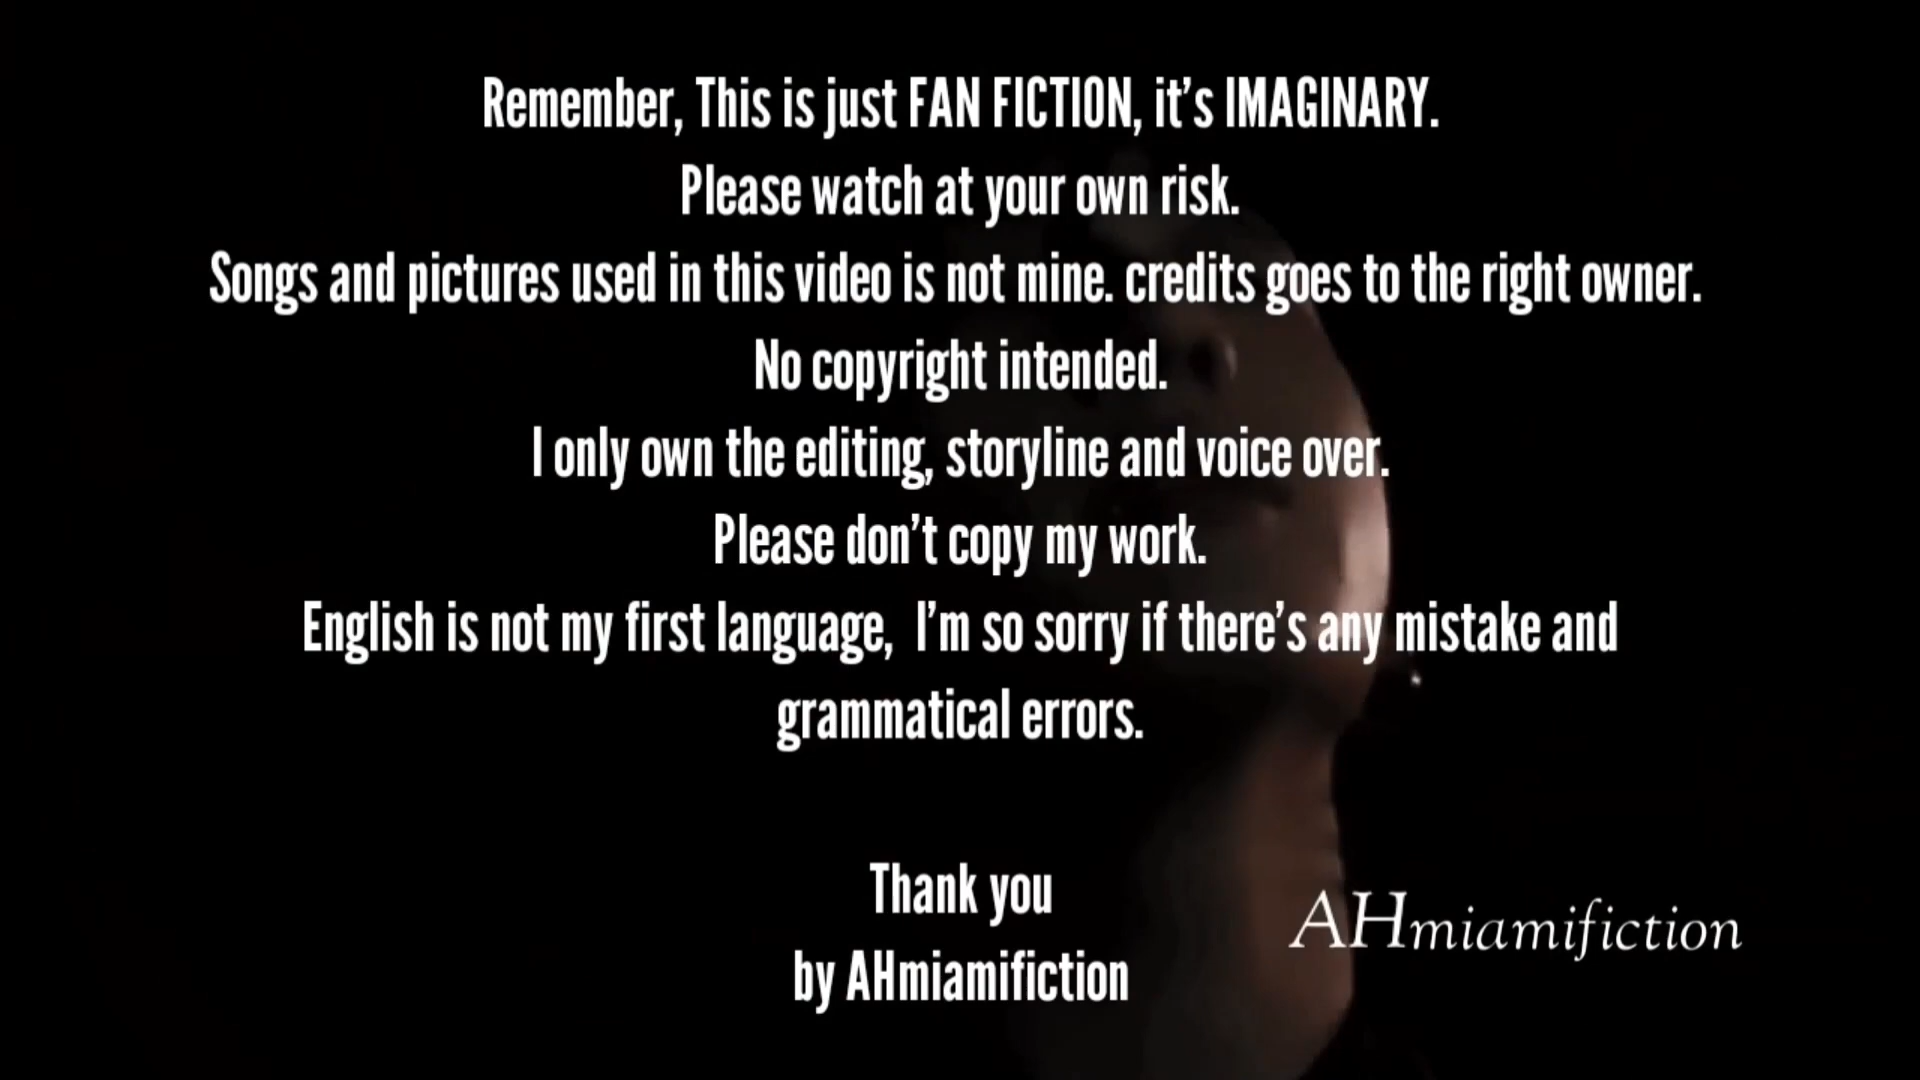 Remember, This is just FAN FICTION, it's IMAGINARY.
Please watch at your own risk.
Songs and pictures used in this video is not mine. credits goes to the right owner.
No copyright intended.
I only own the editing, storyline and voice over.
Please don't copy my work.
English is not my first language,  I'm so sorry if there's any mistake and
grammatical errors.
Thank you
by AHmiamifiction
AHmiamifiction